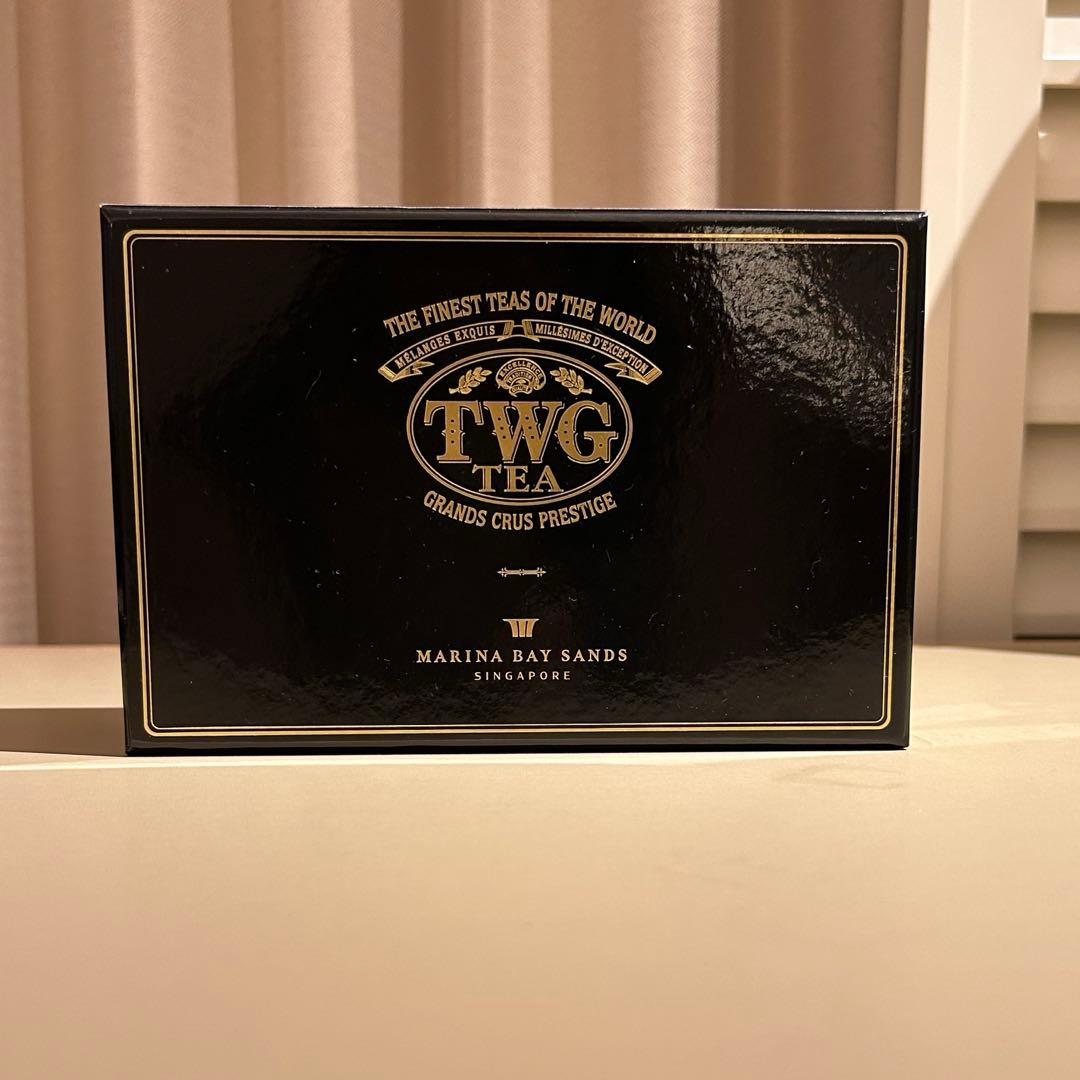 THE FINEST TEAS OF THE WORLD
MÉLANGES EXQUIS MILLÉSIMES D'EXCEPTION
EXCELLENCE
TWG
TEA
GRANDS CRUS PRESTIGE
MARINA BAY SANDS
SINGAPORE